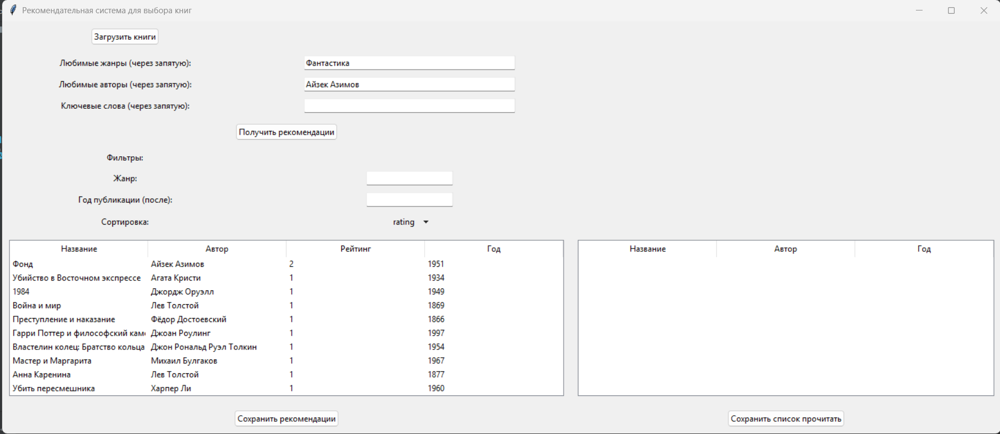 Рекомендательная система для выбора книг
Загрузить книги
Любимые жанры (через запятую): Фантастика
Любимые авторы (через запятую): Айзек Азимов
Ключевые слова (через запятую):
Получить рекомендации
Фильтры:
Жанр:
Год публикации (после):
Сортировка: rating
Название Автор Рейтинг Год
Фонд Айзек Азимов 2 1951
Убийство в Восточном экспрессе Агата Кристи 1 1934
1984 Джордж Оруэлл 1 1949
Война и мир Лев Толстой 1 1869
Преступление и наказание Фёдор Достоевский 1 1866
Гарри Поттер и философский кам Джоан Роулинг 1 1997
Властелин колец: Братство кольца Джон Рональд Руэл Толкин 1 1954
Мастер и Маргарита Михаил Булгаков 1 1967
Анна Каренина Лев Толстой 1 1877
Убить пересмешника Харпер Ли 1 1960
Сохранить рекомендации
Название Автор Год
Сохранить список прочитать